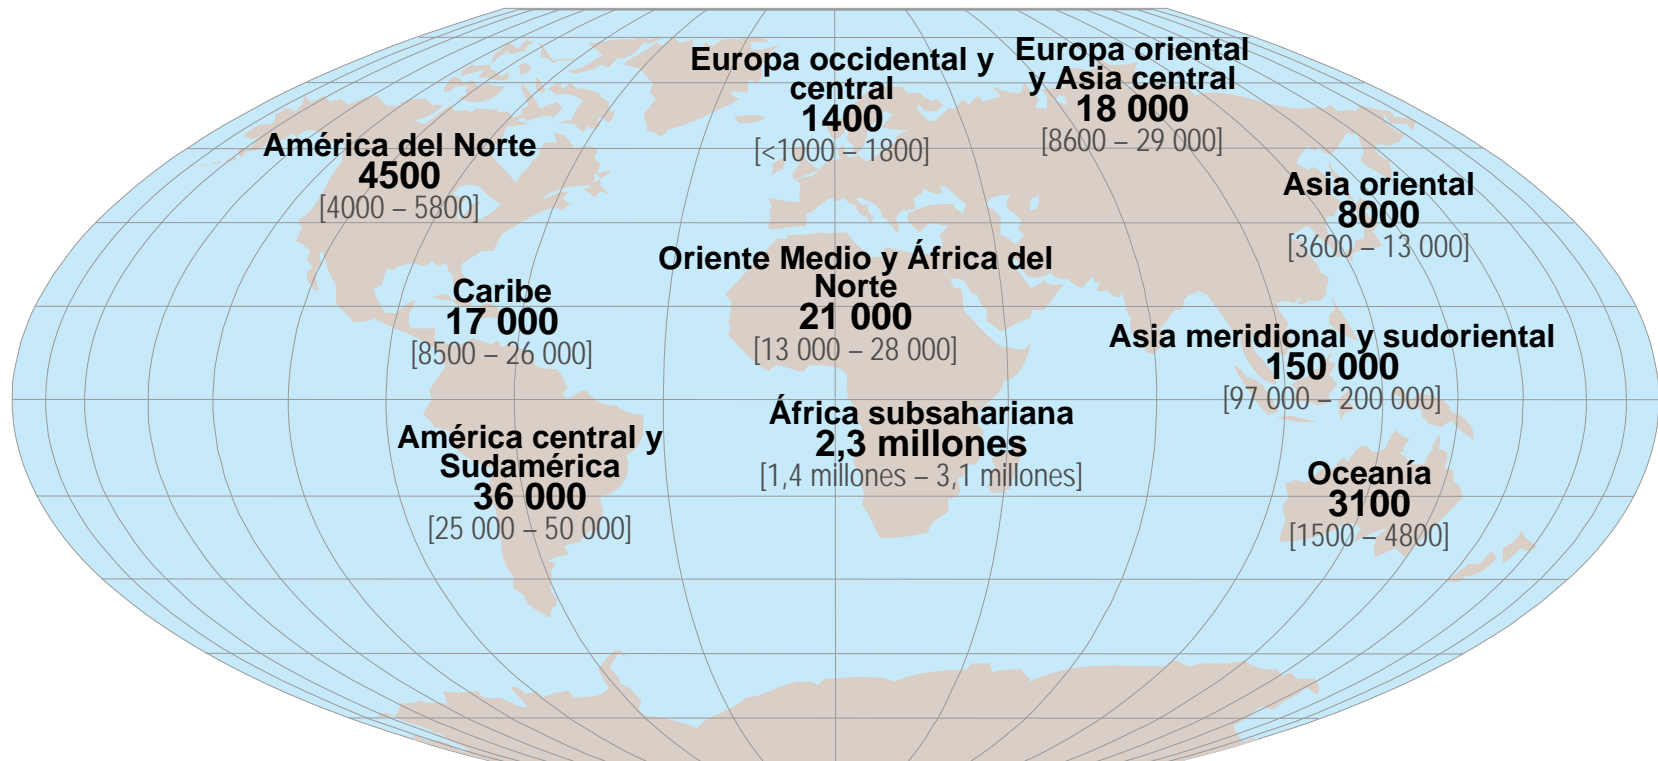 Europa occidental y
central
1400
[<1000 – 1800]
Europa oriental
y Asia central
18 000
[8600 – 29 000]
América del Norte
4500
[4000 – 5800]
Asia oriental
8000
[3600 – 13 000]
Oriente Medio y África del
Norte
21 000
[13 000 – 28 000]
Caribe
17 000
[8500 – 26 000]
Asia meridional y sudoriental
150 000
[97 000 – 200 000]
África subsahariana
2,3 millones
[1,4 millones – 3,1 millones]
América central y
Sudamérica
36 000
[25 000 – 50 000]
Oceanía
3100
[1500 – 4800]